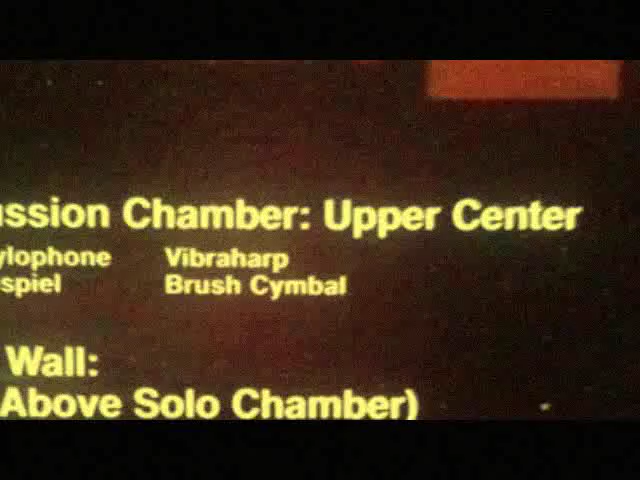 ussion Chamber: Upper Center
ylophone Vibraharp
spiel Brush Cymbal
Wall:
Above Solo Chamber)